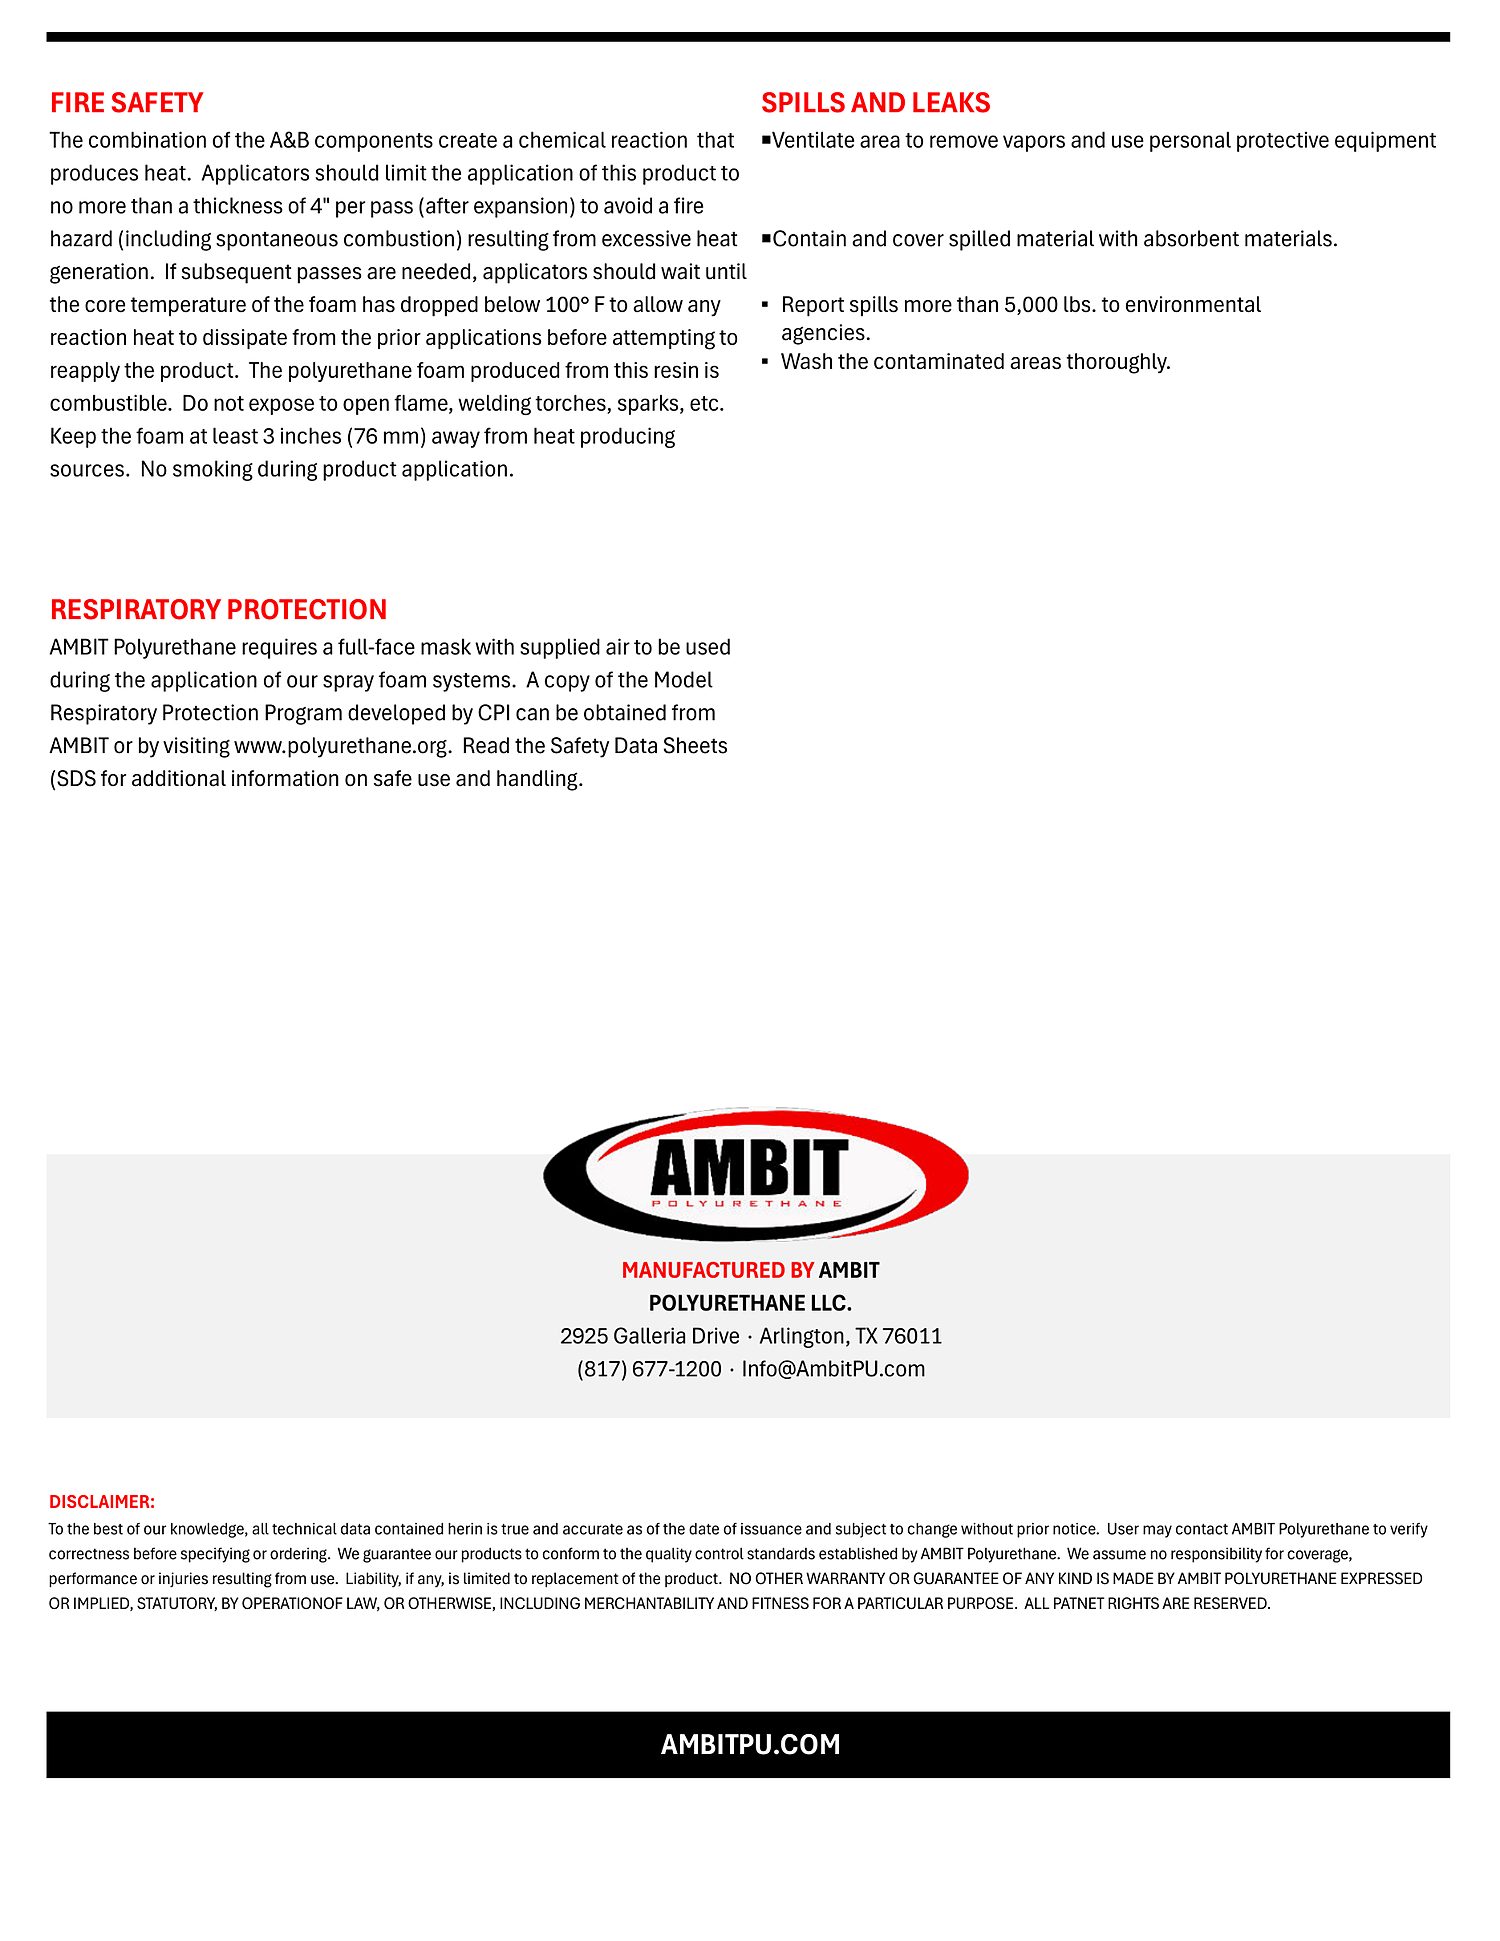 FIRE SAFETY
The combination of the A&B components create a chemical reaction that
produces heat. Applicators should limit the application of this product to
no more than a thickness of 4" per pass (after expansion) to avoid a fire
hazard (including spontaneous combustion) resulting from excessive heat
generation. If subsequent passes are needed, applicators should wait until
the core temperature of the foam has dropped below 100° F to allow any
reaction heat to dissipate from the prior applications before attempting to
reapply the product. The polyurethane foam produced from this resin is
combustible. Do not expose to open flame, welding torches, sparks, etc.
Keep the foam at least 3 inches (76 mm) away from heat producing
sources. No smoking during product application.
RESPIRATORY PROTECTION
AMBIT Polyurethane requires a full-face mask with supplied air to be used
during the application of our spray foam systems. A copy of the Model
Respiratory Protection Program developed by CPI can be obtained from
AMBIT or by visiting www.polyurethane.org. Read the Safety Data Sheets
(SDS for additional information on safe use and handling.
SPILLS AND LEAKS
▪Ventilate area to remove vapors and use personal protective equipment
▪Contain and cover spilled material with absorbent materials.
▪ Report spills more than 5,000 lbs. to environmental
agencies.
▪ Wash the contaminated areas thoroughly.
AMBIT
POLYURETHANE
MANUFACTURED BY AMBIT
POLYURETHANE LLC.
2925 Galleria Drive · Arlington, TX 76011
(817) 677-1200 · Info@AmbitPU.com
DISCLAIMER:
To the best of our knowledge, all technical data contained herin is true and accurate as of the date of issuance and subject to change without prior notice. User may contact AMBIT Polyurethane to verify
correctness before specifying or ordering. We guarantee our products to conform to the quality control standards established by AMBIT Polyurethane. We assume no responsibility for coverage,
performance or injuries resulting from use. Liability, if any, is limited to replacement of the product. NO OTHER WARRANTY OR GUARANTEE OF ANY KIND IS MADE BY AMBIT POLYURETHANE EXPRESSED
OR IMPLIED, STATUTORY, BY OPERATIONOF LAW, OR OTHERWISE, INCLUDING MERCHANTABILITY AND FITNESS FOR A PARTICULAR PURPOSE. ALL PATNET RIGHTS ARE RESERVED.
AMBITPU.COM